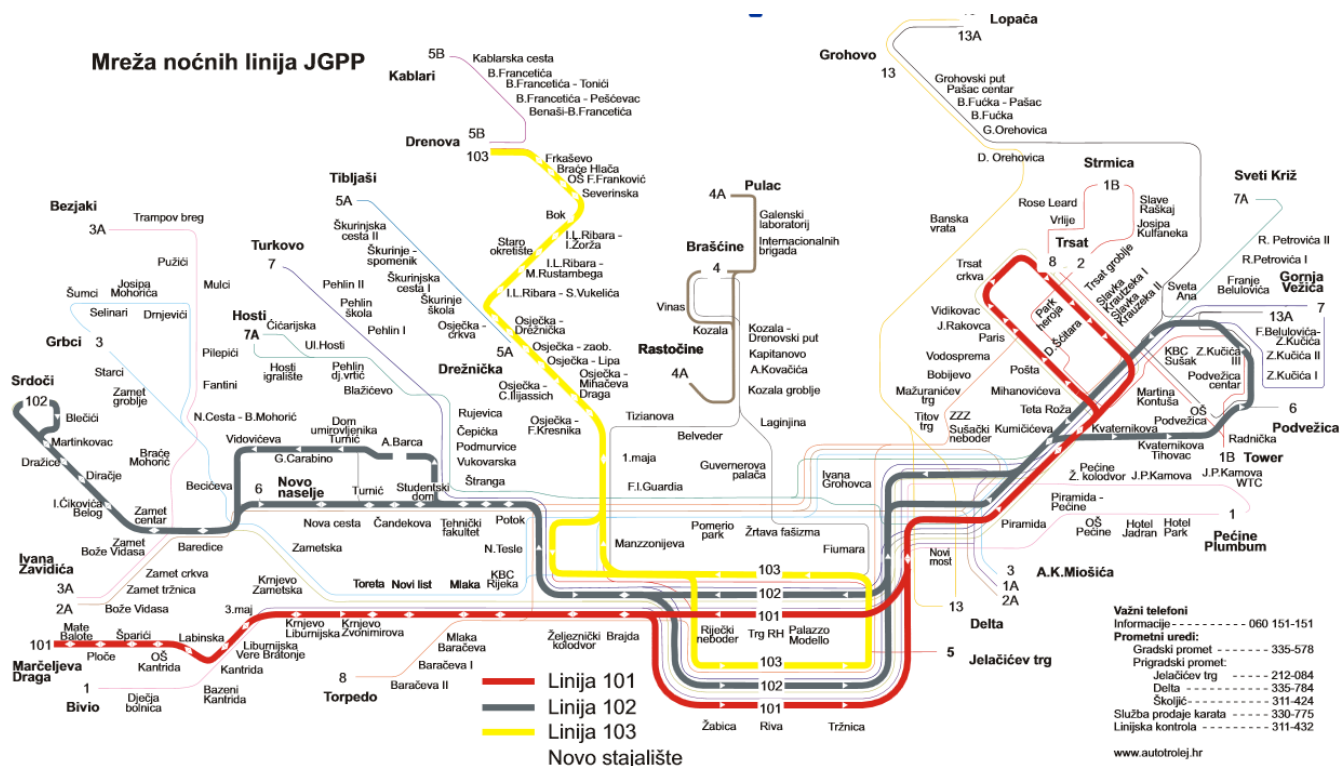 Mreža noćnih linija JGPP
5B
Kablari
Kablarska cesta
B.Francetića
B.Francetića - Tonići
B.Francetića - Pešćevac
Benaši-B.Francetića
Drenova
5B
103
Frkaševo
Braće Hlača
OŠ F.Franković
Severinska
Bok
I.L.Ribara -
I.Žorža
Staro
okretište
I.L.Ribara -
M.Rustambega
I.L.Ribara - S.Vukelića
Tibljaši
5A
Škurinjska
cesta II
Škurinje -
spomenik
Škurinjska
cesta I
Škurinje
škola
Osječka -
crkva
Osječka -
Drežnička
5A
Osječka - zaob.
Osječka - Lipa
Drežnička
Osječka -
Mihačeva
Draga
Osječka -
C.Ilijassich
Osječka -
F.Kresnika
Bezjaki
3A
Trampov breg
Pužići
Mulci
Pilepići
Fantini
N.Cesta - B.Mohorić
Braće
Mohorić
Becićeva
Turkovo
7
Pehlin II
Pehlin
škola
Pehlin I
Hosti
7A
Ćićarijska
Ul.Hosti
Hosti
igralište
Pehlin
dj.vrtić
Blažićevo
Šumci
Josipa
Mohorića
Selinari
Drnjevići
Grbci
3
Starci
Zamet
groblje
Srdoči
102
Blečići
Martinkovac
Dražice
Diračje
I.Ćikovića
Belog
Zamet
centar
Zamet
Bože Vidasa
Baredice
Vidovićeva
Dom
umirovljenika
Turnić
G.Carabino
A.Barca
6
Novo
naselje
Turnić
Studentski
dom
Nova cesta
Čandekova
Tehnički
fakultet
Potok
Rujevica
Čepićka
Podmurvice
Vukovarska
Štranga
N.Tesle
KBC
Rijeka
Zametska
Ivana
Zavidića
3A
2A
Zamet crkva
Zamet tržnica
Bože Vidasa
Krnjevo
Zametska
Toreta
Novi list
Mlaka
101
Mate
Balote
Marčeljeva
Draga
Ploče
Šparići
OŠ
Kantrida
Labinska
3.maj
Krnjevo
Liburnijska
Krnjevo
Zvonimirova
Liburnijska
Vere Bratonje
Kantrida
Bazeni
Kantrida
1
Bivio
Dječja
bolnica
8
Torpedo
Mlaka
Baračeva
Baračeva I
Baračeva II
Željeznički
kolodvor
Brajda
Pulac
4A
Galenski
laboratorij
Internacionalnih
brigada
Brašćine
4
Vinas
Kozala
Rastočine
4A
Kozala -
Drenovski put
Kapitanovo
A.Kovačića
Kozala groblje
Laginjina
Tizianova
Belveder
1.maja
F.I.Guardia
Guvernerova
palača
Ivana
Grohovca
Manzzonijeva
Pomerio
park
Žrtava fašizma
Fiumara
103
102
101
Riječki
neboder
Trg RH
Palazzo
Modello
103
102
101
Žabica
Riva
Tržnica
5
Jelačićev trg
Lopača
13A
Grohovo
13
Grohovski put
Pašac centar
B.Fućka - Pašac
B.Fućka
G.Orehovica
D. Orehovica
Banska
vrata
Strmica
1B
Rose Leard
Vrlije
Slave
Raškaj
Josipa
Kulfaneka
Trsat
8
2
Trsat groblje
Slavka
Krautzeka I
Slavka
Krauzeka II
Trsat
crkva
Park
heroja
D.Šćitara
Vidikovac
J.Rakovca
Paris
Vodosprema
Bobijevo
Pošta
Mihanovićeva
Mažuranićev
trg
Titov
trg
ZZZ
Sušački
neboder
Teta Roža
Kumičićeva
Sveti Križ
7A
R. Petrovića II
R.Petrovića I
Franje
Belulovića
Gornja
Vežica
Sveta
Ana
13A
7
F.Belulovića-
Z.Kučića
Z.Kučića II
Z.Kučića I
KBC
Sušak
Z.Kučića
III
Podvežica
centar
Martina
Kontuša
OŠ
Podvežica
6
Podvežica
Kvaternikova
Kvaternikova
Tihovac
Radnička
1B
Tower
Pećine
Ž. kolodvor
J.P.Kamova
J.P.Kamova
WTC
Piramida -
Pećine
Piramida
OŠ
Pećine
Hotel
Jadran
Hotel
Park
1
Pećine
Plumbum
Novi
most
3
1A
2A
A.K.Miošića
13
Delta
Linija 101
Linija 102
Linija 103
Novo stajalište
Važni telefoni
Informacije 060 151-151
Prometni uredi:
Gradski promet 335-578
Prigradski promet:
Jelačićev trg 212-084
Delta 335-784
Školjić 311-424
Služba prodaje karata 330-775
Linijska kontrola 311-432
www.autotrolej.hr